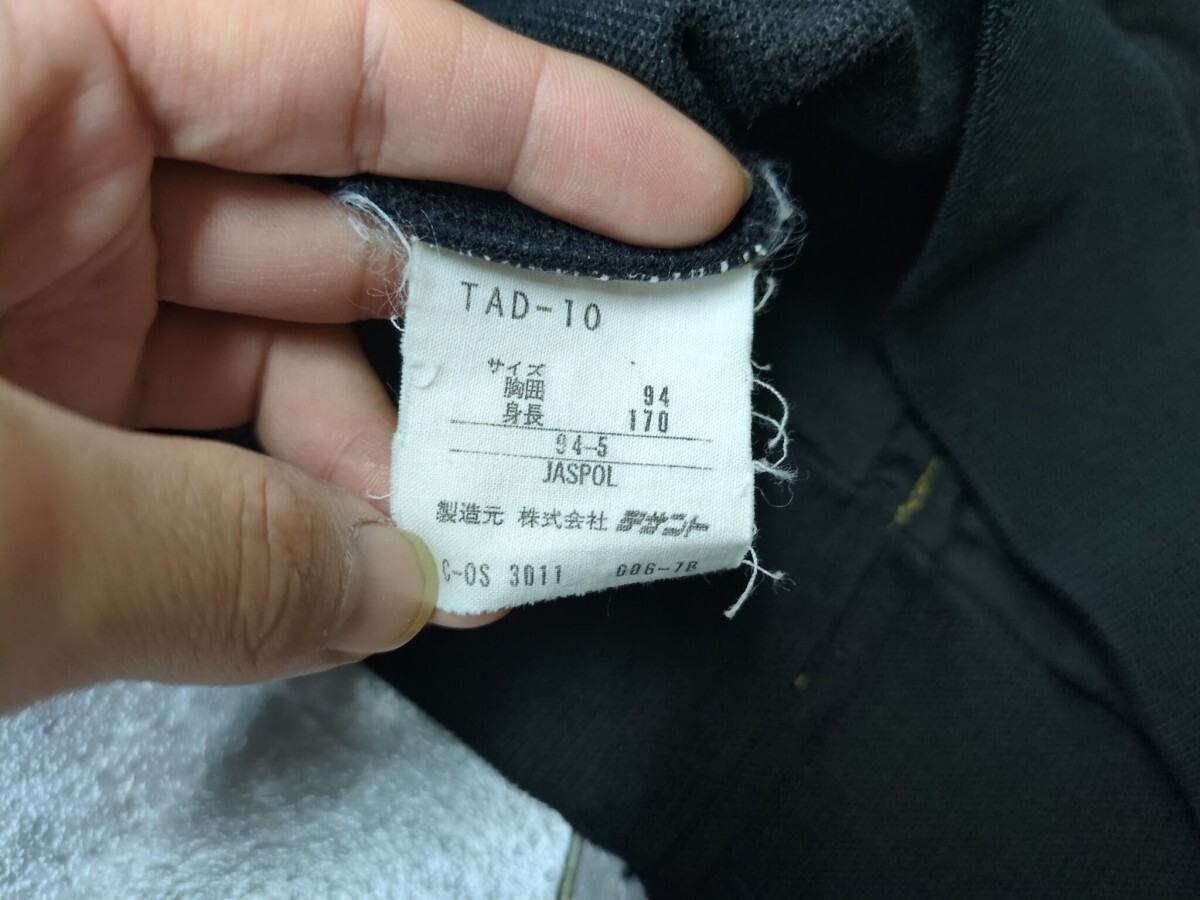 TAD-10
サイズ
胸囲 94
身長 170
94-5
JASPOL
製造元 株式会社 デサント
C-OS 3011 G06-7B